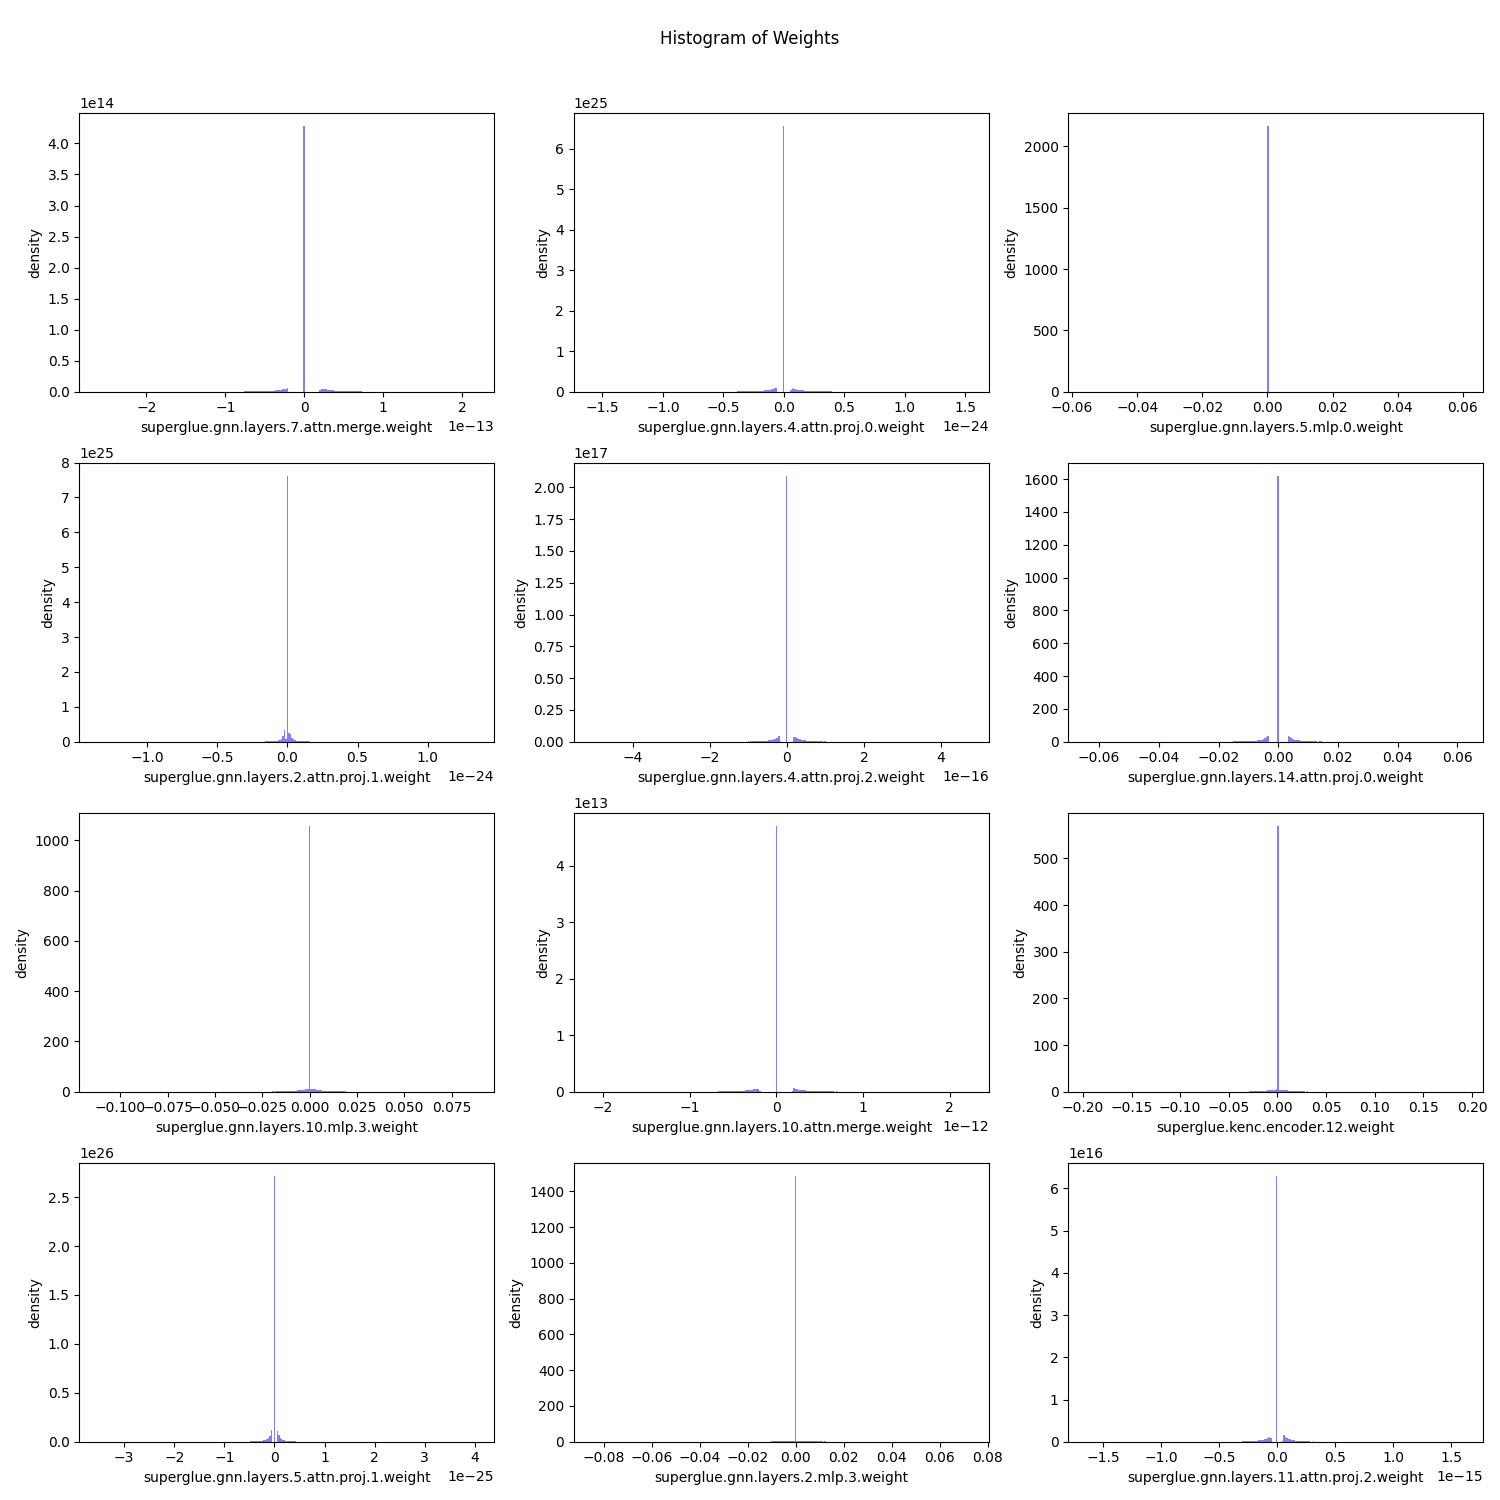 Histogram of Weights
1e14 1e25
density density density
4.0 3.5 3.0 2.5 2.0 1.5 1.0 0.5 0.0
6 5 4 3 2 1 0
2000 1500 1000 500 0
−2 −1 0 1 2
−1.5 −1.0 −0.5 0.0 0.5 1.0 1.5
−0.06 −0.04 −0.02 0.00 0.02 0.04 0.06
superglue.gnn.layers.7.attn.merge.weight 1e−13
superglue.gnn.layers.4.attn.proj.0.weight 1e−24
superglue.gnn.layers.5.mlp.0.weight
1e25 1e17
density density density
8 7 6 5 4 3 2 1 0
2.00 1.75 1.50 1.25 1.00 0.75 0.50 0.25 0.00
1600 1400 1200 1000 800 600 400 200 0
−1.0 −0.5 0.0 0.5 1.0
−4 −2 0 2 4
−0.06 −0.04 −0.02 0.00 0.02 0.04 0.06
superglue.gnn.layers.2.attn.proj.1.weight 1e−24
superglue.gnn.layers.4.attn.proj.2.weight 1e−16
superglue.gnn.layers.14.attn.proj.0.weight
1e13
density density density
1000 800 600 400 200 0
4 3 2 1 0
500 400 300 200 100 0
−0.100 −0.075 −0.050 −0.025 0.000 0.025 0.050 0.075
−2 −1 0 1 2
−0.20 −0.15 −0.10 −0.05 0.00 0.05 0.10 0.15 0.20
superglue.gnn.layers.10.mlp.3.weight
superglue.gnn.layers.10.attn.merge.weight 1e−12
superglue.kenc.encoder.12.weight
1e26 1e16
density density density
2.5 2.0 1.5 1.0 0.5 0.0
1400 1200 1000 800 600 400 200 0
6 5 4 3 2 1 0
−3 −2 −1 0 1 2 3 4
−0.08 −0.06 −0.04 −0.02 0.00 0.02 0.04 0.06 0.08
−1.5 −1.0 −0.5 0.0 0.5 1.0 1.5
superglue.gnn.layers.5.attn.proj.1.weight 1e−25
superglue.gnn.layers.2.mlp.3.weight
superglue.gnn.layers.11.attn.proj.2.weight 1e−15